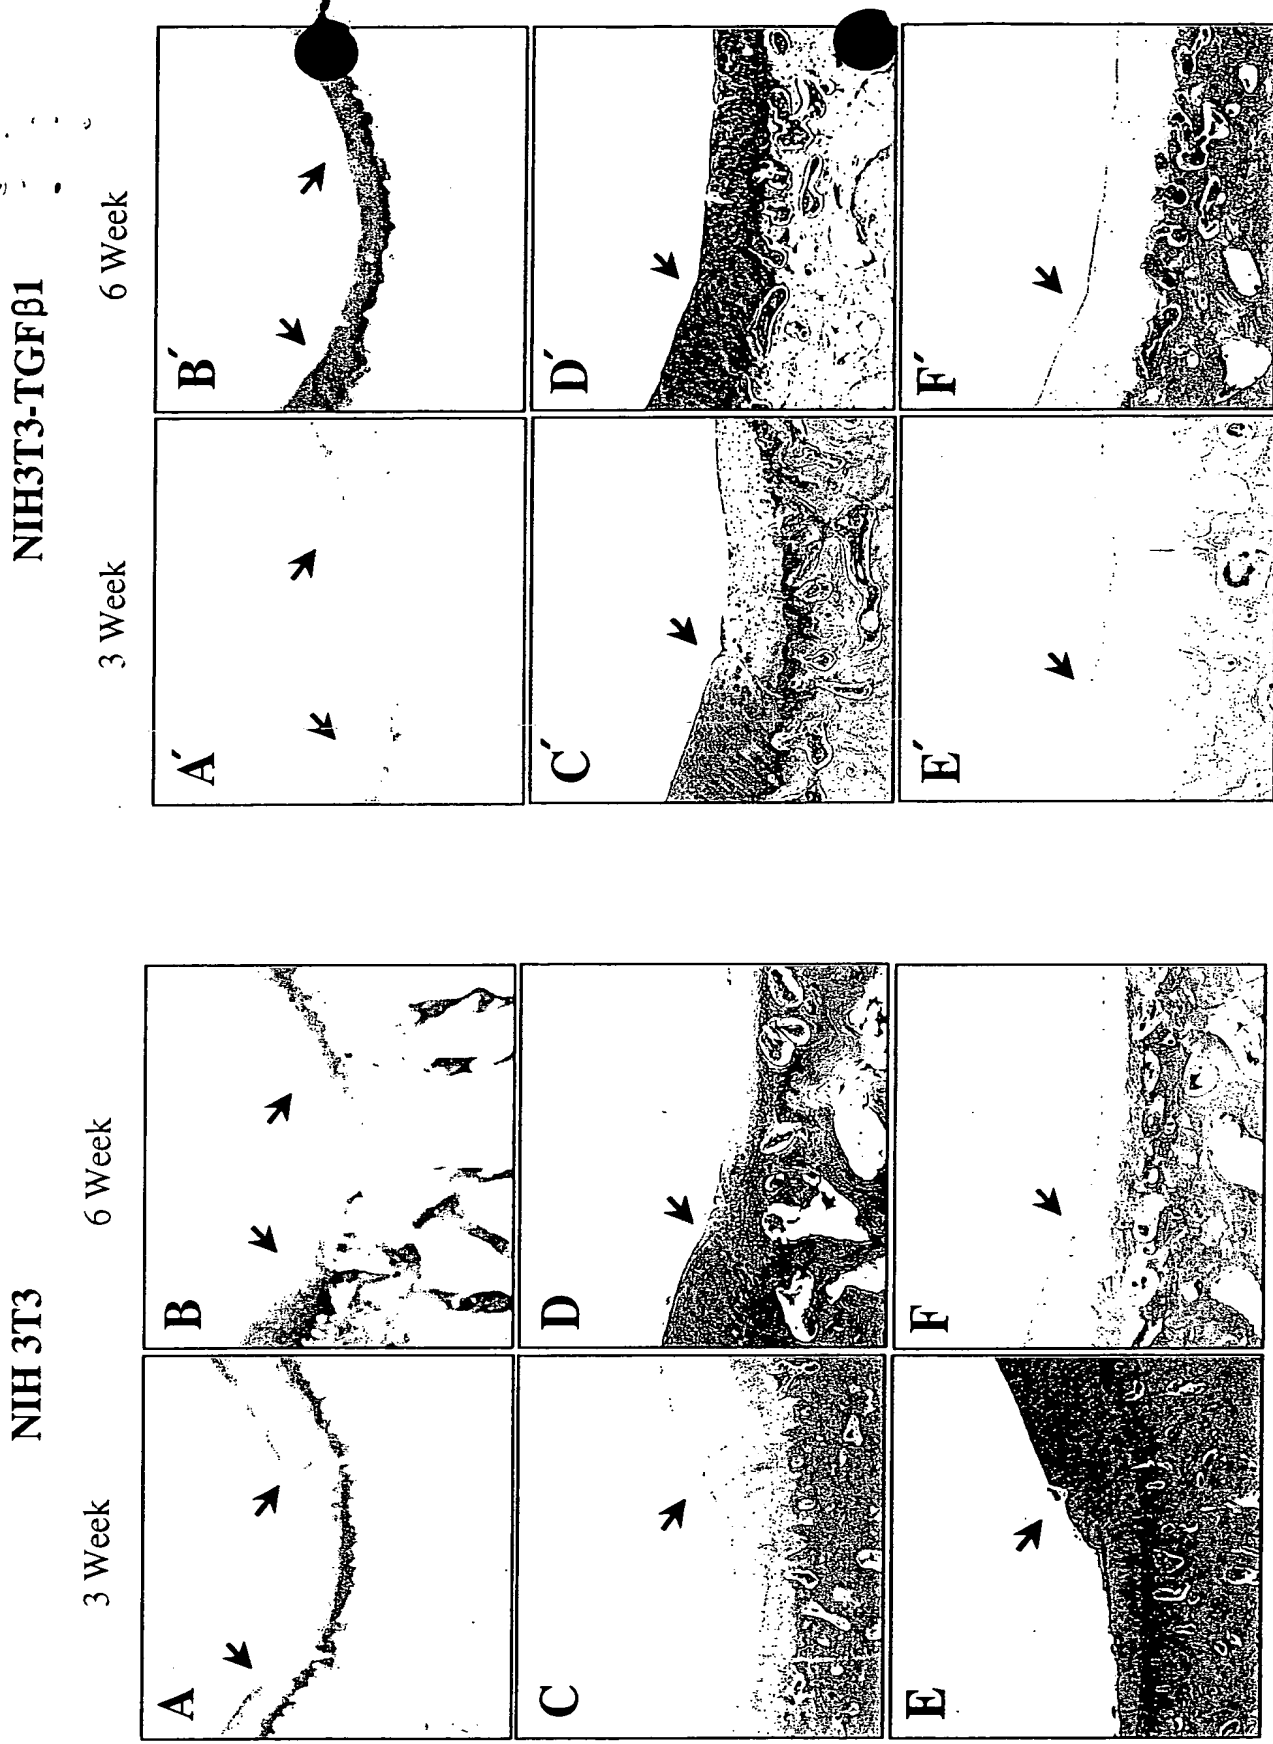 NIH 3T3
NIH3T3-TGFβ1
3 Week
6 Week
3 Week
6 Week
A
B
A´
B´
C
D
C´
D´
E
F
E´
F´